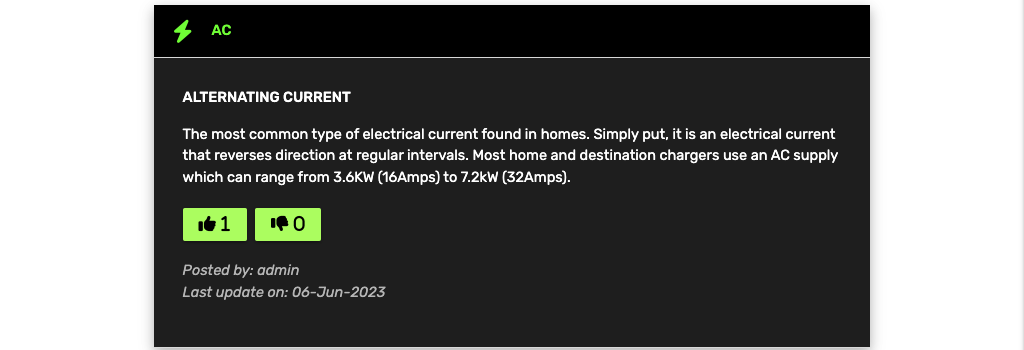 AC
ALTERNATING CURRENT
The most common type of electrical current found in homes. Simply put, it is an electrical current
that reverses direction at regular intervals. Most home and destination chargers use an AC supply
which can range from 3.6KW (16Amps) to 7.2kW (32Amps).
1 0
Posted by: admin
Last update on: 06-Jun-2023